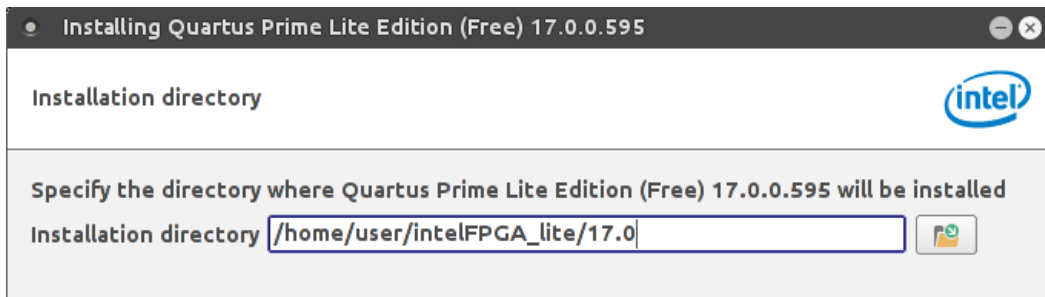 Installing Quartus Prime Lite Edition (Free) 17.0.0.595
Installation directory
intel
Specify the directory where Quartus Prime Lite Edition (Free) 17.0.0.595 will be installed
Installation directory /home/user/intelFPGA_lite/17.0